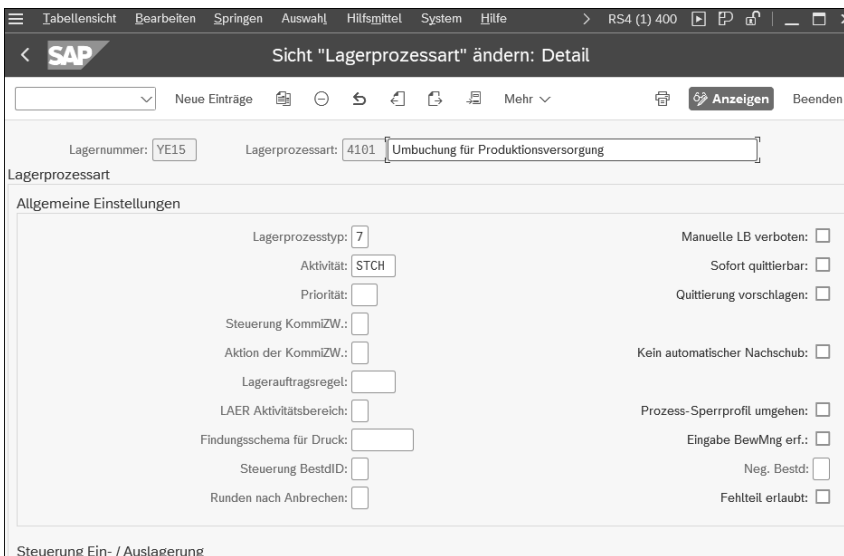 Tabellensicht Bearbeiten Springen Auswahl Hilfsmittel System Hilfe RS4 (1) 400
SAP Sicht "Lagerprozessart" ändern: Detail
Neue Einträge Mehr Anzeigen Beenden
Lagernummer: YE15 Lagerprozessart: 4101 Umbuchung für Produktionsversorgung
Lagerprozessart
Allgemeine Einstellungen
Lagerprozesstyp: 7 Manuelle LB verboten:
Aktivität: STCH Sofort quittierbar:
Priorität: Quittierung vorschlagen:
Steuerung KommiZW.:
Aktion der KommiZW.: Kein automatischer Nachschub:
Lagerauftragsregel:
LAER Aktivitätsbereich: Prozess-Sperrprofil umgehen:
Findungsschema für Druck: Eingabe BewMng erf.:
Steuerung BestdID: Neg. Bestd:
Runden nach Anbrechen: Fehlteil erlaubt:
Steuerung Ein- / Auslagerung